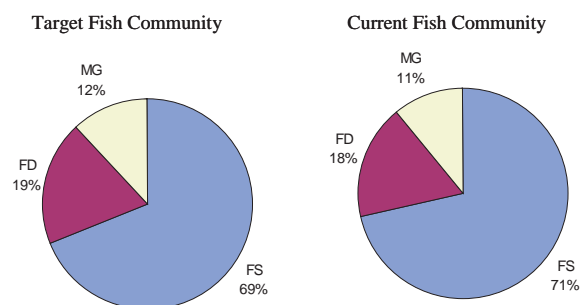 Target Fish Community
MG
12%
FD
19%
FS
69%
Current Fish Community
MG
11%
FD
18%
FS
71%